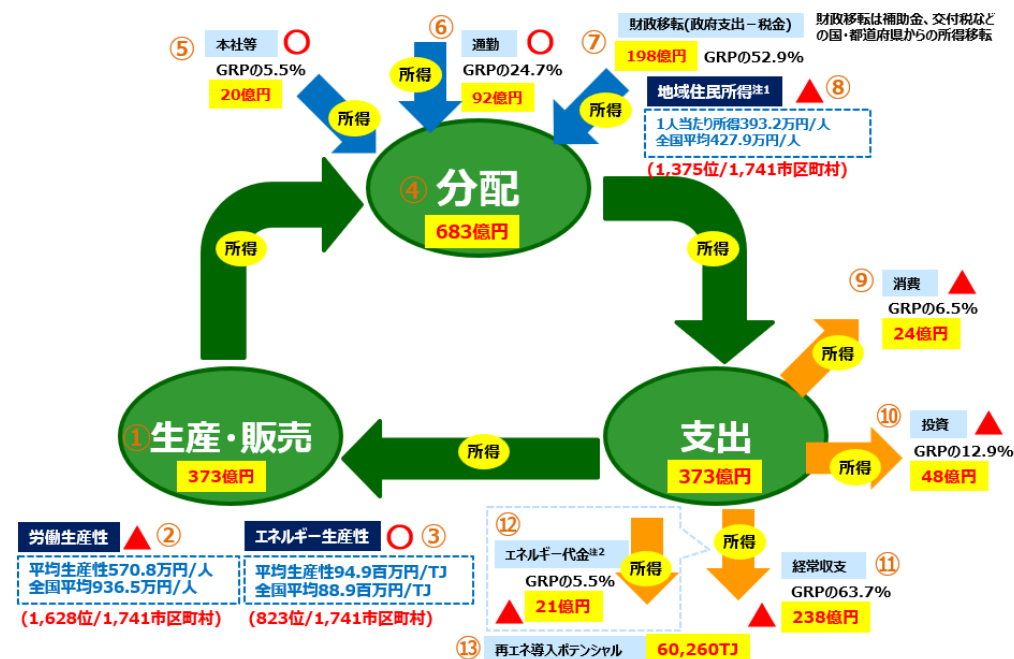 ⑤ 本社等
GRPの5.5%
20億円
⑥ 通勤
GRPの24.7%
92億円
⑦ 財政移転(政府支出－税金)
198億円 GRPの52.9%
財政移転は補助金、交付税など
の国・都道府県からの所得移転
地域住民所得注1 ⑧
1人当たり所得393.2万円/人
全国平均427.9万円/人
(1,375位/1,741市区町村)
所得
所得
所得
④ 分配
683億円
所得
所得
⑨ 消費
GRPの6.5%
24億円
所得
⑩ 投資
GRPの12.9%
48億円
所得
①生産・販売
373億円
所得
支出
373億円
労働生産性 ②
平均生産性570.8万円/人
全国平均936.5万円/人
(1,628位/1,741市区町村)
エネルギー生産性 ③
平均生産性94.9百万円/TJ
全国平均88.9百万円/TJ
(823位/1,741市区町村)
⑫
エネルギー代金注2
GRPの5.5%
21億円
所得
所得
経常収支 ⑪
GRPの63.7%
238億円
⑬ 再エネ導入ポテンシャル 60,260TJ